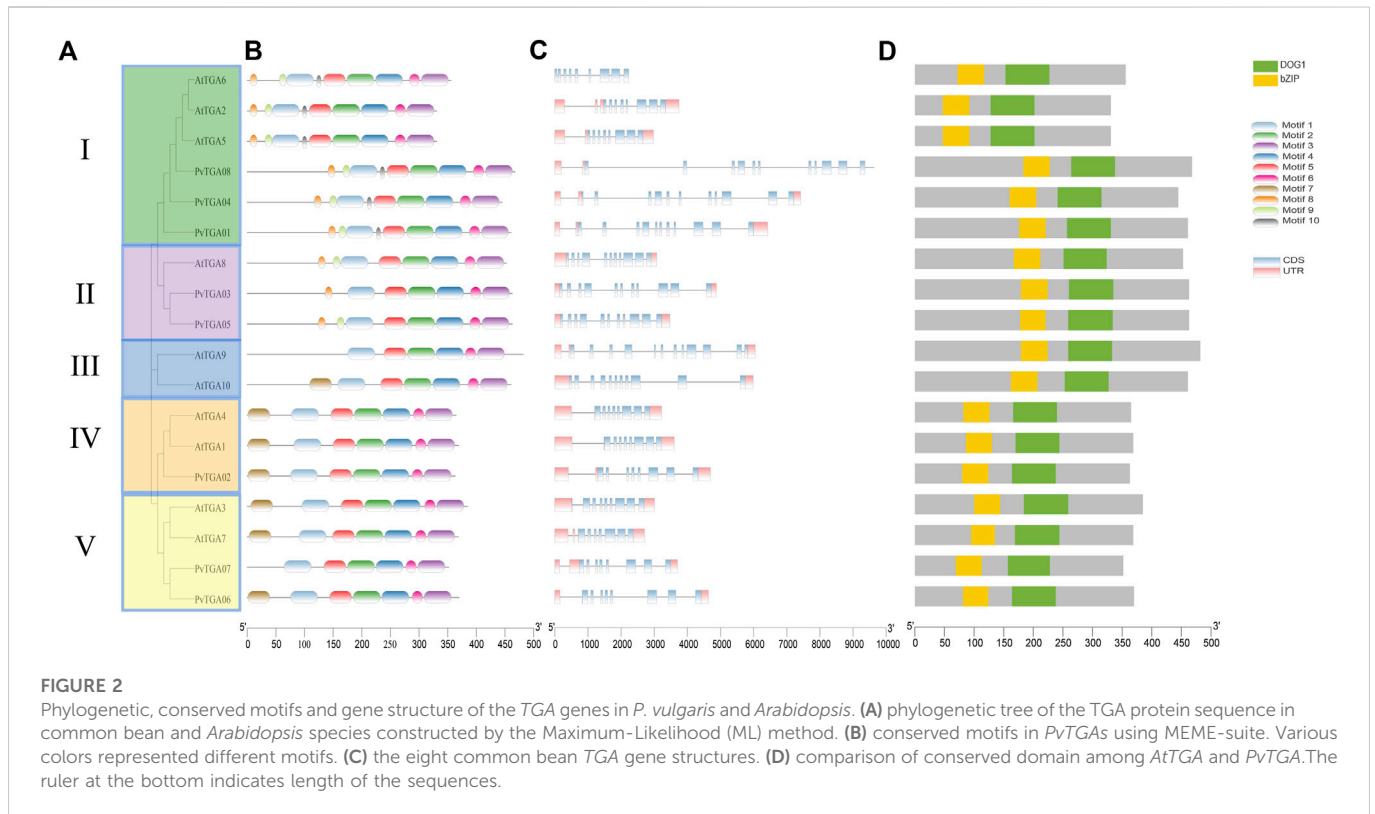 A
B
C
D
I
II
III
IV
V
AtTGA6
AtTGA2
AtTGA5
PvTGA08
PvTGA04
PvTGA01
AtTGA8
PvTGA03
PvTGA05
AtTGA9
AtTGA10
AtTGA4
AtTGA1
PvTGA02
AtTGA3
AtTGA7
PvTGA07
PvTGA06
5' 3'
0 50 100 150 200 250 300 350 400 450 500
5' 3'
0 1000 2000 3000 4000 5000 6000 7000 8000 9000 10000
5' 3'
0 50 100 150 200 250 300 350 400 450 500
DOG1
bZIP
Motif 1
Motif 2
Motif 3
Motif 4
Motif 5
Motif 6
Motif 7
Motif 8
Motif 9
Motif 10
CDS
UTR
FIGURE 2
Phylogenetic, conserved motifs and gene structure of the TGA genes in P. vulgaris and Arabidopsis. (A) phylogenetic tree of the TGA protein sequence in
common bean and Arabidopsis species constructed by the Maximum-Likelihood (ML) method. (B) conserved motifs in PvTGAs using MEME-suite. Various
colors represented different motifs. (C) the eight common bean TGA gene structures. (D) comparison of conserved domain among AtTGA and PvTGA.The
ruler at the bottom indicates length of the sequences.